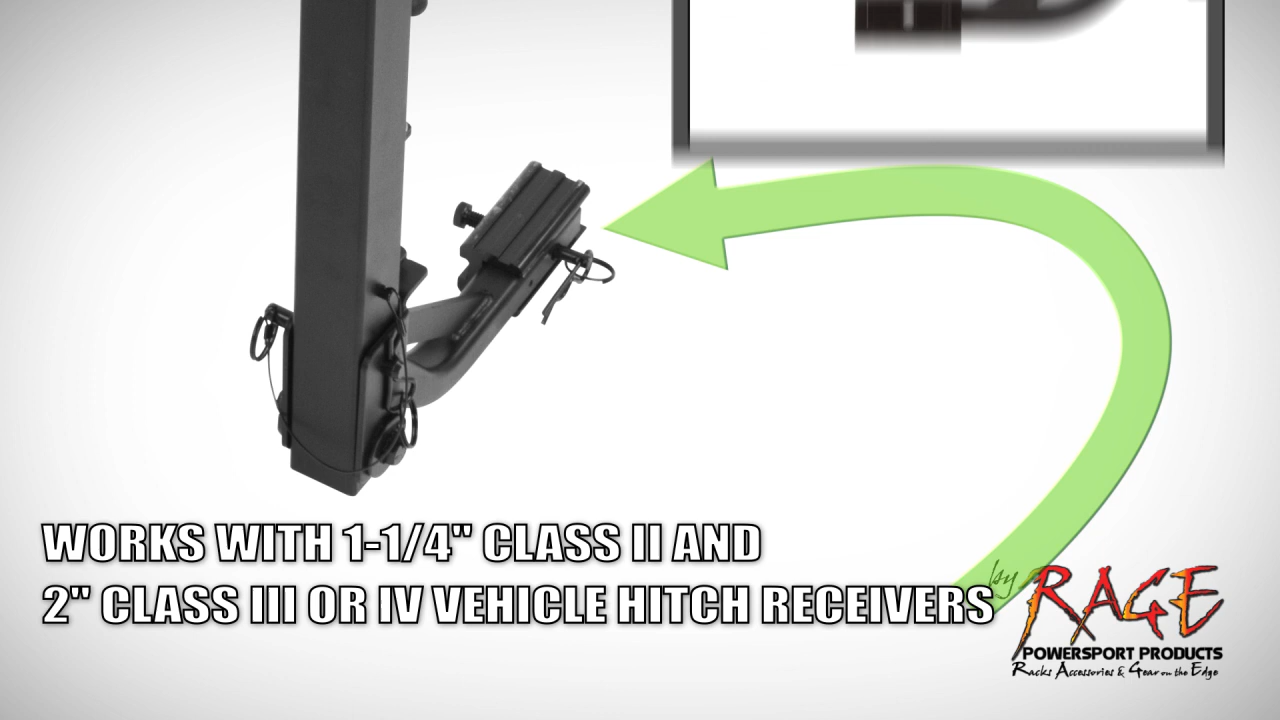 WORKS WITH 1-1/4" CLASS II AND
2" CLASS III OR IV VEHICLE HITCH RECEIVERS
by RAGE
POWERSPORT PRODUCTS
Racks Accessories & Gear on the Edge